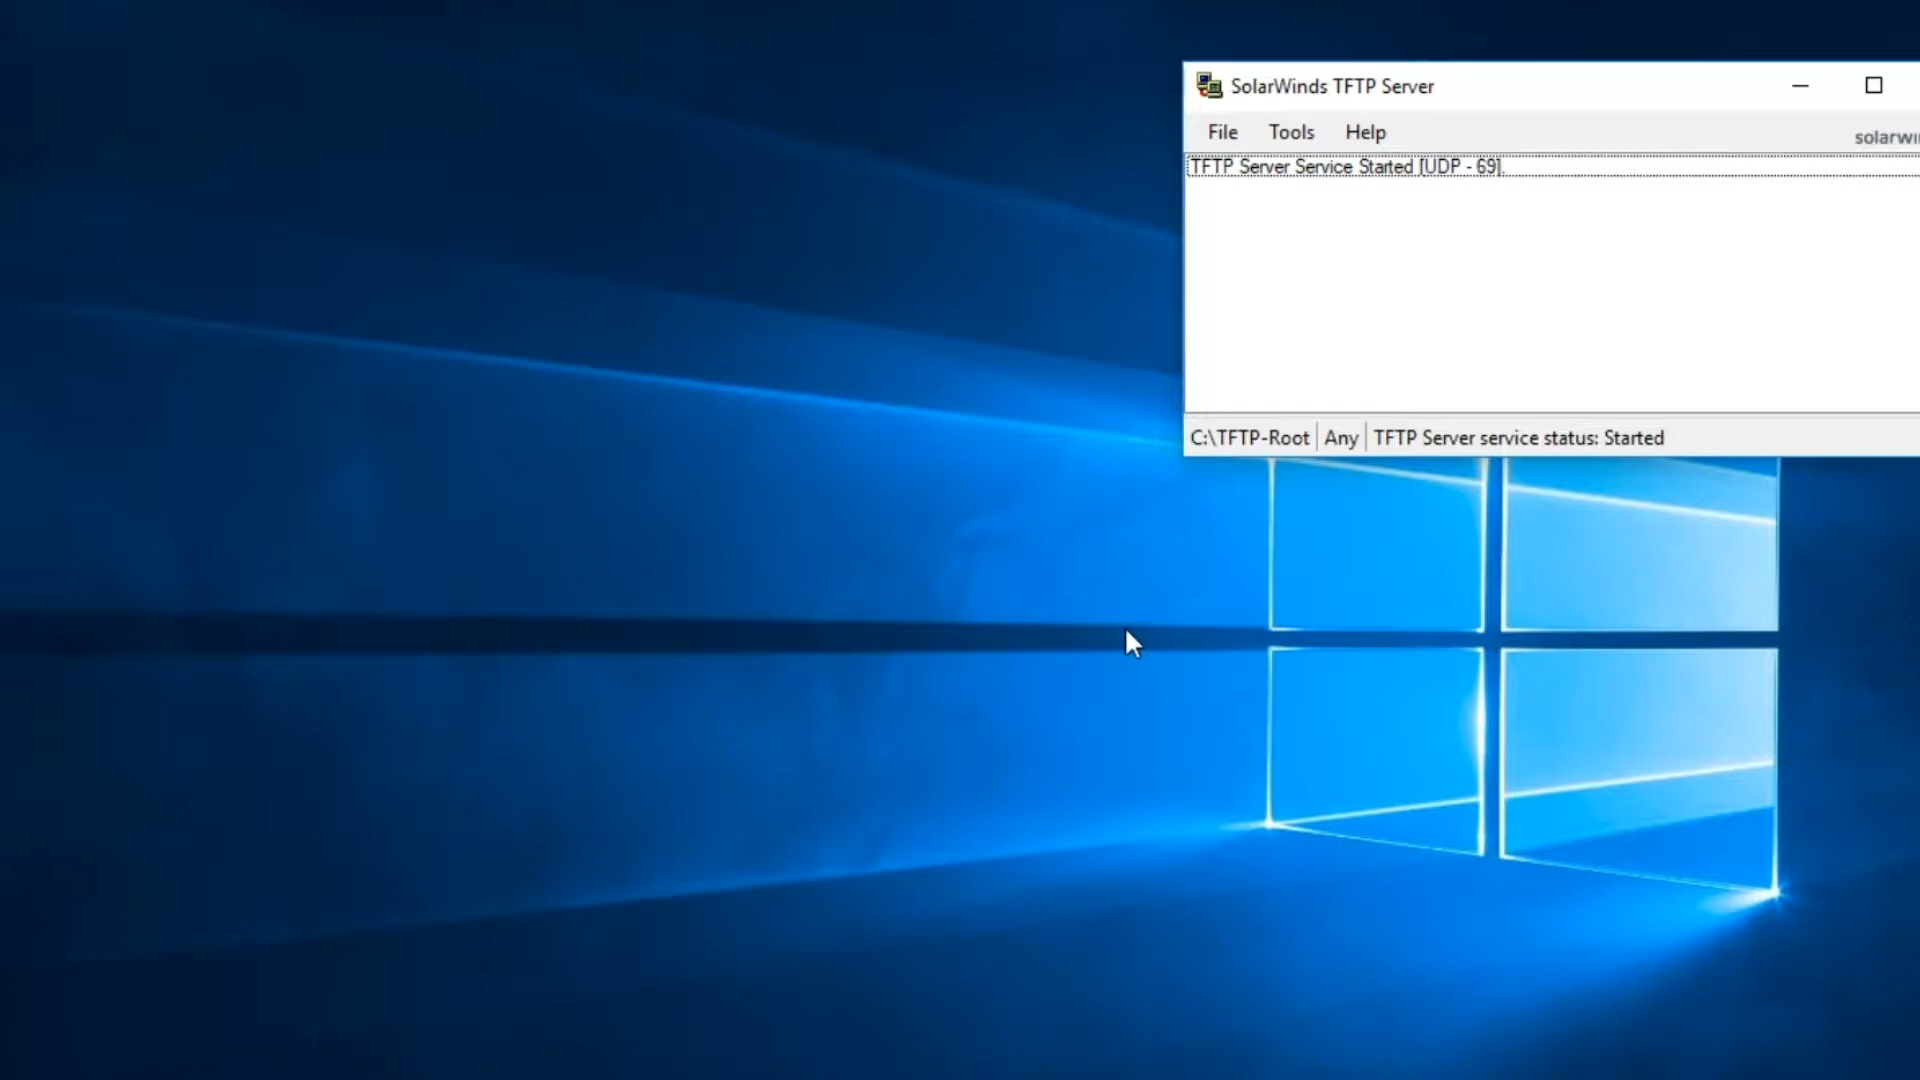 SolarWinds TFTP Server
File Tools Help
TFTP Server Service Started [UDP - 69].
C:\TFTP-Root Any TFTP Server service status: Started